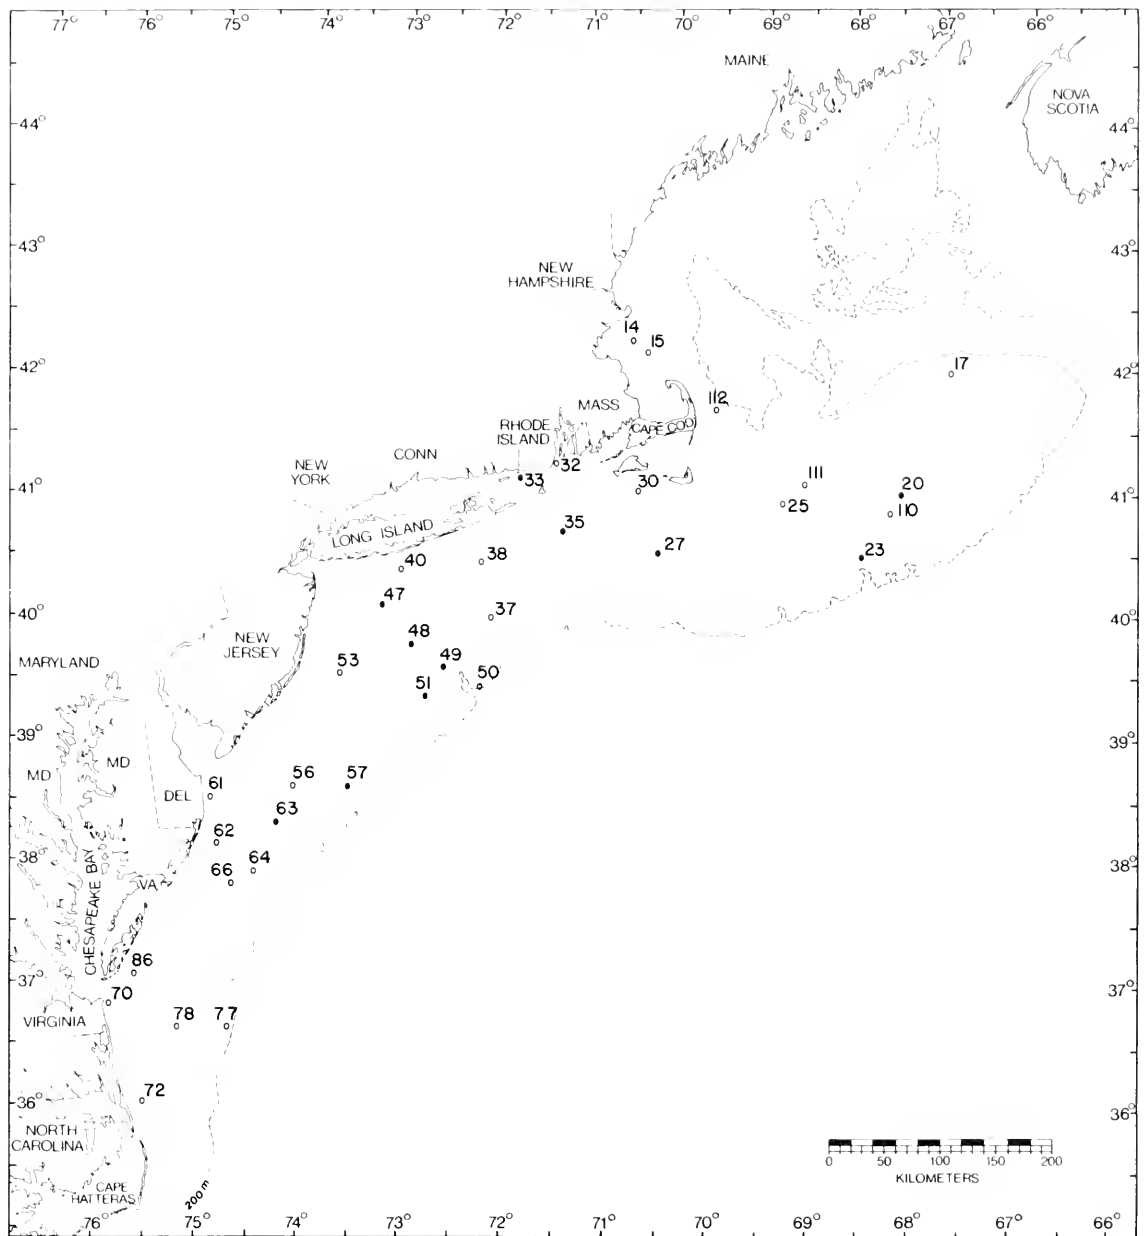 77° 76° 75° 74° 73° 72° 71° 70° 69° 68° 67° 66°
MAINE
NOVA
SCOTIA
44° 44°
43° 43°
NEW
HAMPSHIRE
14 15
17
42° 42°
112
MASS
CAPE COD
RHODE
ISLAND
CONN
32
NEW
YORK
33 30
111 20
41° 41°
25 110
35
LONG ISLAND
27 23
38
40
47
37
40° 40°
48
NEW
JERSEY
49
53
MARYLAND
50
51
39° 39°
MD
MD
56 57
61
DEL
63
62
64
38° 38°
66
VA
CHESAPEAKE BAY
86
37° 37°
70
VIRGINIA
78 77
72
36° 36°
NORTH
CAROLINA
0 50 100 150 200
KILOMETERS
CAPE
HATTERAS
200 m
76° 75° 74° 73° 72° 71° 70° 69° 68° 67° 66°